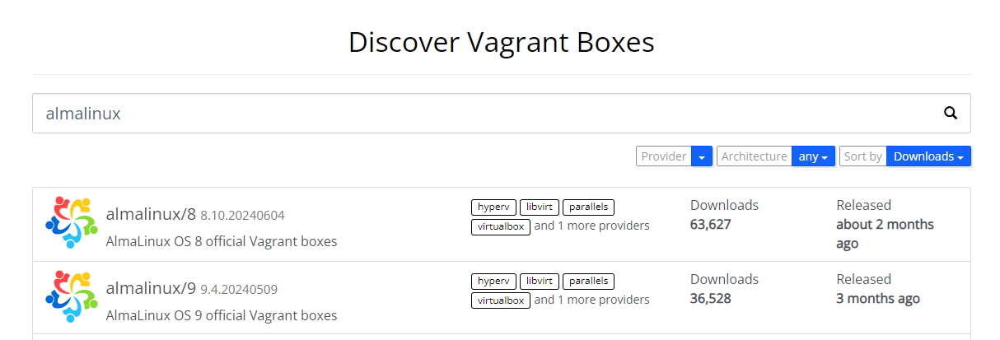 Discover Vagrant Boxes
almalinux
Provider Architecture any Sort by Downloads
almalinux/8 8.10.20240604
AlmaLinux OS 8 official Vagrant boxes
hyperv libvirt parallels
virtualbox and 1 more providers
Downloads
63,627
Released
about 2 months
ago
almalinux/9 9.4.20240509
AlmaLinux OS 9 official Vagrant boxes
hyperv libvirt parallels
virtualbox and 1 more providers
Downloads
36,528
Released
3 months ago